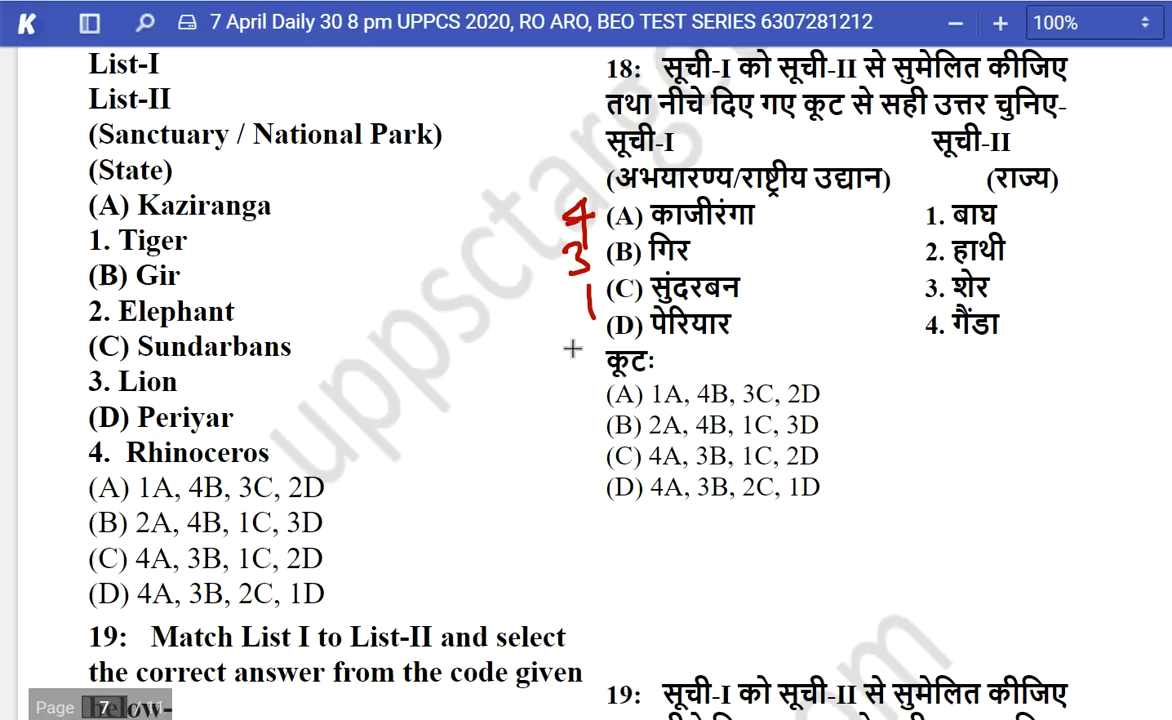 7 April Daily 30 8 pm UPPCS 2020, RO ARO, BEO TEST SERIES 6307281212
100%
List-I
List-II
(Sanctuary / National Park)
(State)
(A) Kaziranga
1. Tiger
(B) Gir
2. Elephant
(C) Sundarbans
3. Lion
(D) Periyar
4. Rhinoceros
(A) 1A, 4B, 3C, 2D
(B) 2A, 4B, 1C, 3D
(C) 4A, 3B, 1C, 2D
(D) 4A, 3B, 2C, 1D
19: Match List I to List-II and select
the correct answer from the code given
below-
18: सूची-I को सूची-II से सुमेलित कीजिए
तथा नीचे दिए गए कूट से सही उत्तर चुनिए-
सूची-I सूची-II
(अभयारण्य/राष्ट्रीय उद्यान) (राज्य)
4 (A) काजीरंगा 1. बाघ
3 (B) गिर 2. हाथी
1 (C) सुंदरबन 3. शेर
(D) पेरियार 4. गैंडा
कूटः
(A) 1A, 4B, 3C, 2D
(B) 2A, 4B, 1C, 3D
(C) 4A, 3B, 1C, 2D
(D) 4A, 3B, 2C, 1D
19: सूची-I को सूची-II से सुमेलित कीजिए
uppsctarg
om
Page 7